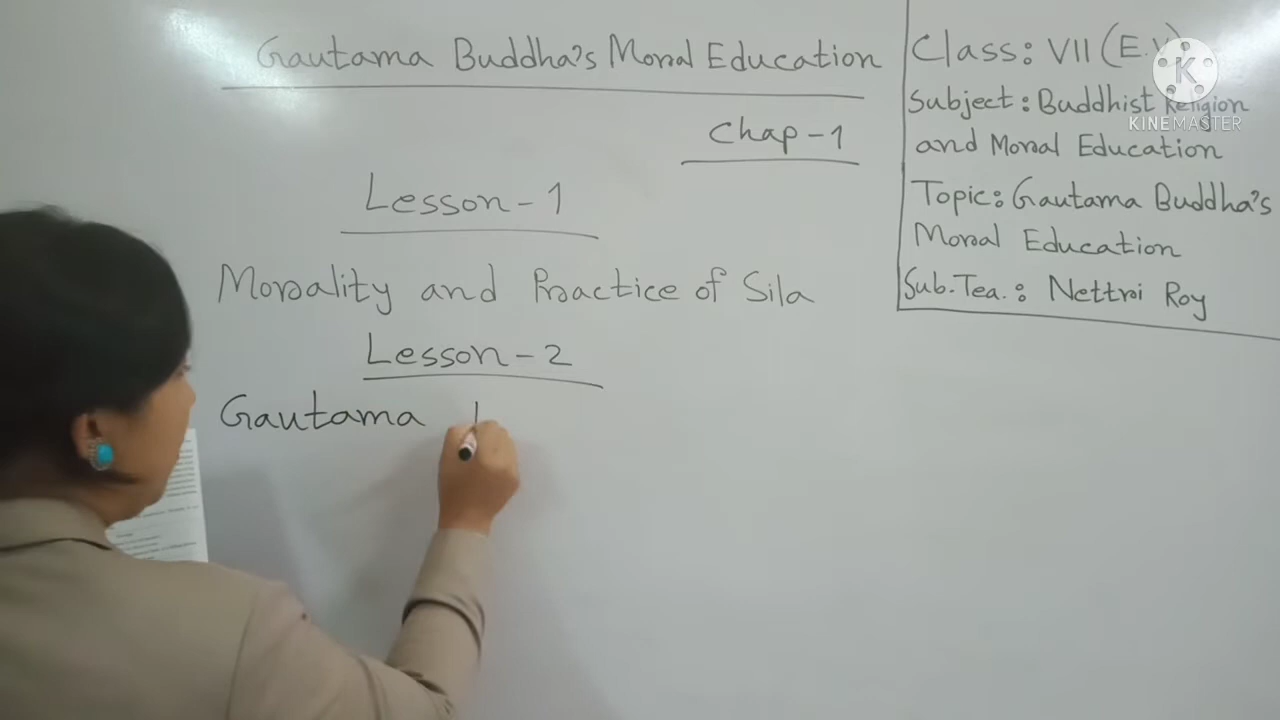 Gautama Buddha's Moral Education
Chap-1
Lesson-1
Morality and Practice of Sila
Lesson-2
Gautama
Class: VII (E.V)
Subject: Buddhist Religion
and Moral Education
Topic: Gautama Buddha's
Moral Education
Sub. Tea.: Nettri Roy
K
KINEMASTER